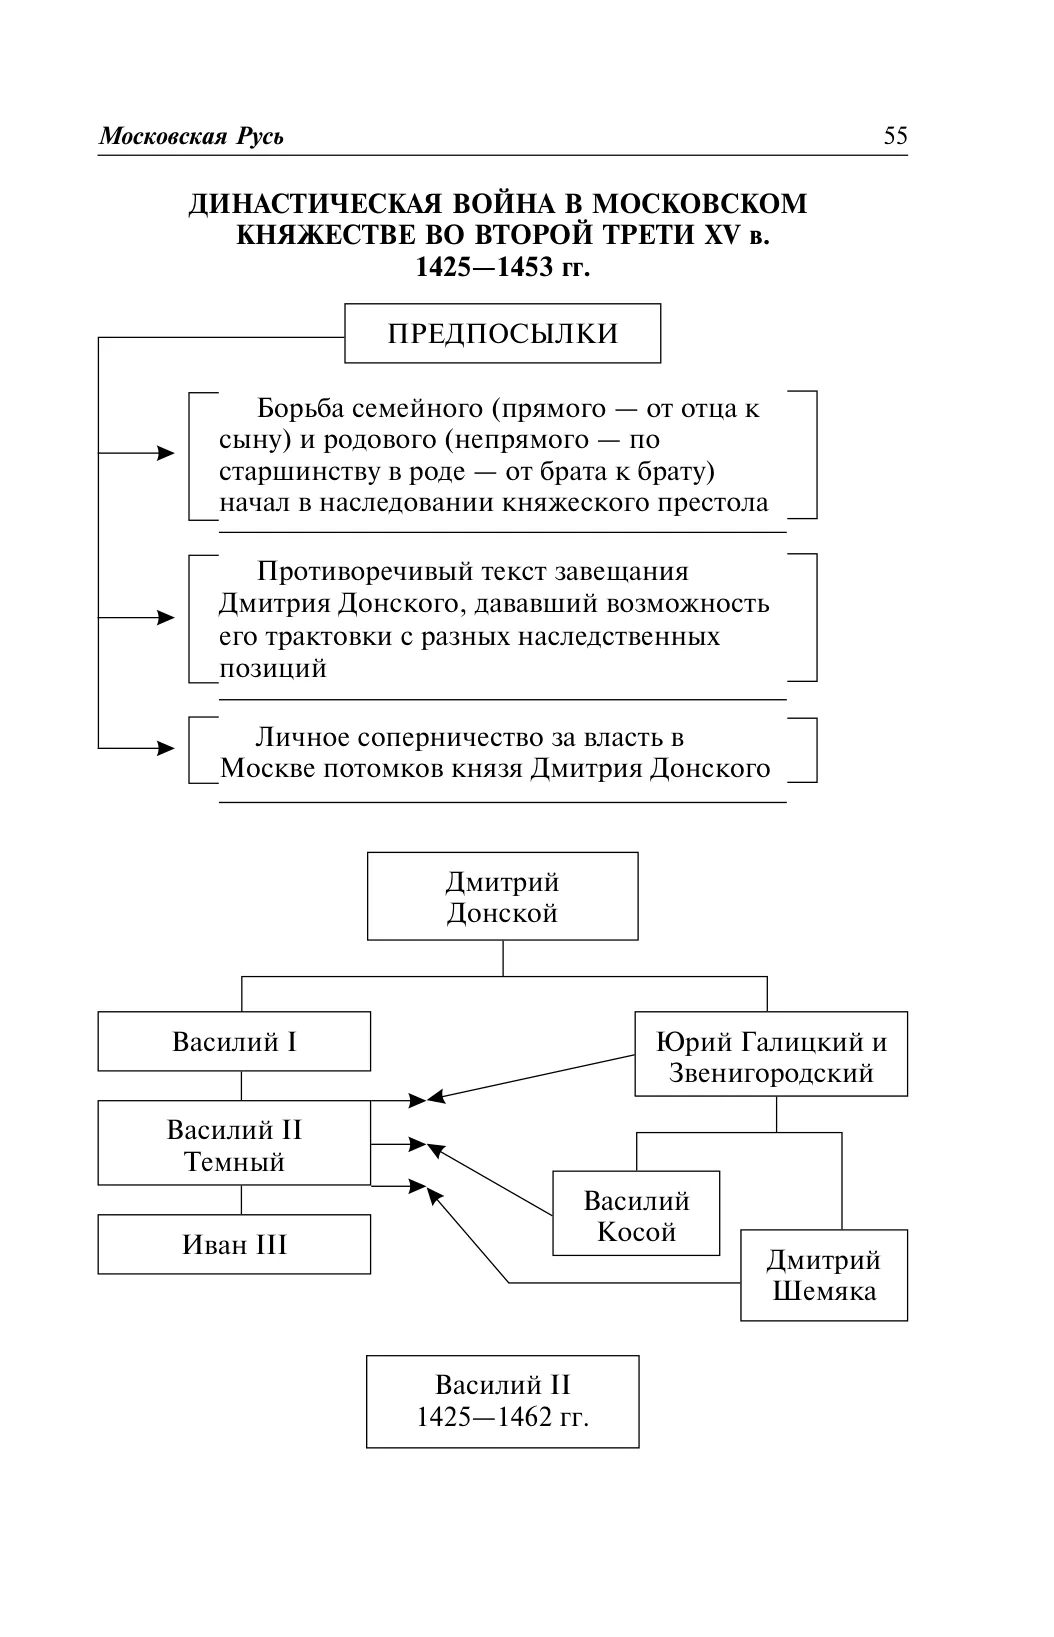 Московская Русь 55
ДИНАСТИЧЕСКАЯ ВОЙНА В МОСКОВСКОМ
КНЯЖЕСТВЕ ВО ВТОРОЙ ТРЕТИ XV в.
1425—1453 гг.
ПРЕДПОСЫЛКИ
Борьба семейного (прямого — от отца к
сыну) и родового (непрямого — по
старшинству в роде — от брата к брату)
начал в наследовании княжеского престола
Противоречивый текст завещания
Дмитрия Донского, дававший возможность
его трактовки с разных наследственных
позиций
Личное соперничество за власть в
Москве потомков князя Дмитрия Донского
Дмитрий
Донской
Василий I
Юрий Галицкий и
Звенигородский
Василий II
Темный
Василий
Косой
Иван III
Дмитрий
Шемяка
Василий II
1425—1462 гг.